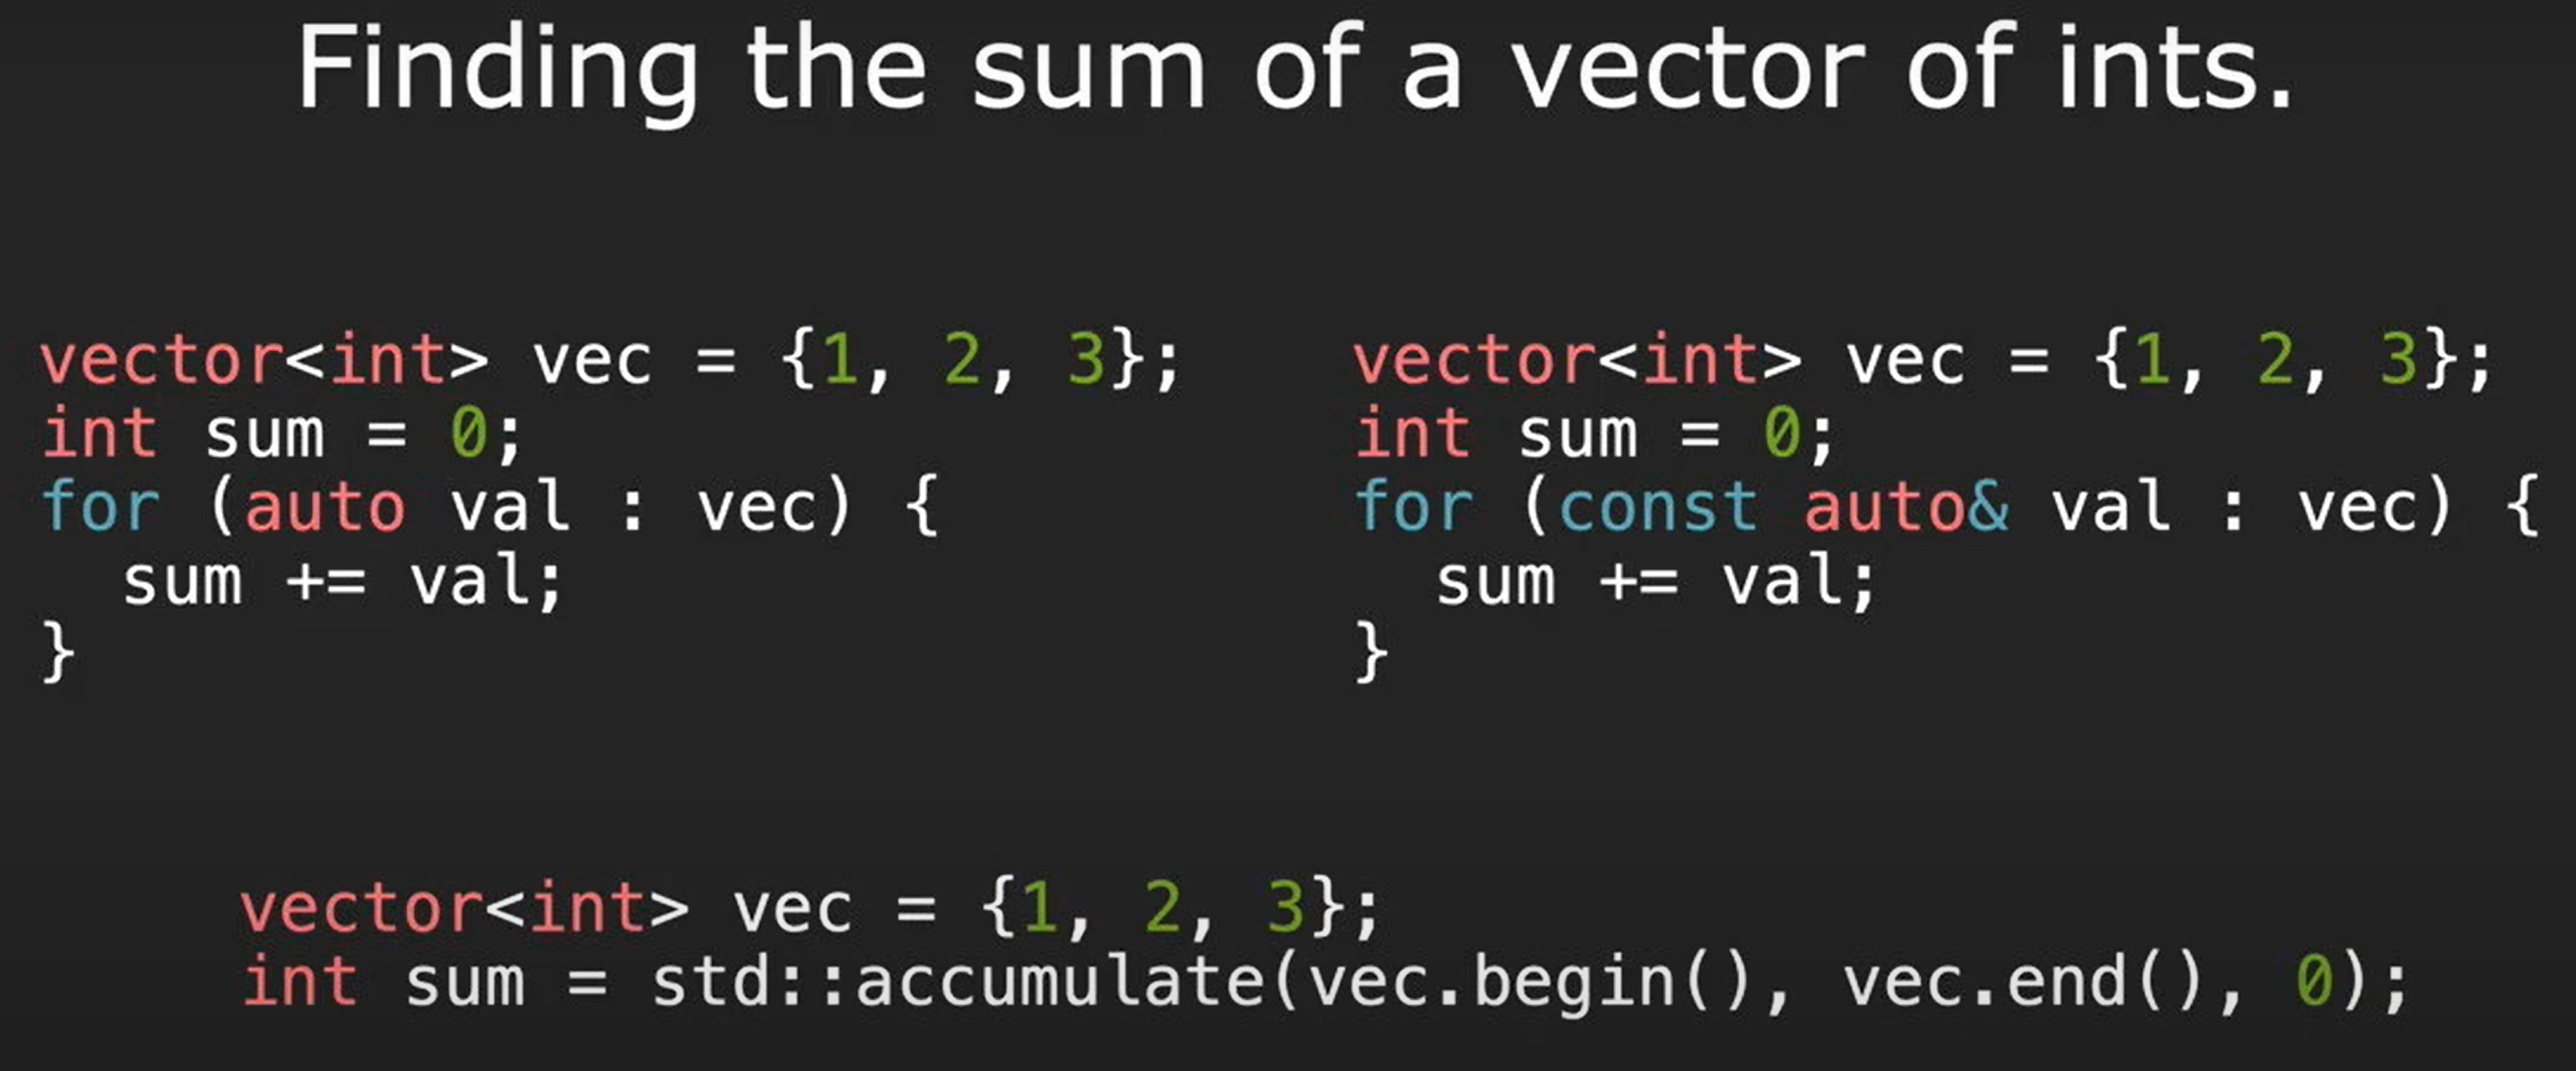 Finding the sum of a vector of ints.
vector<int> vec = {1, 2, 3};
int sum = 0;
for (auto val : vec) {
  sum += val;
}
vector<int> vec = {1, 2, 3};
int sum = 0;
for (const auto& val : vec) {
  sum += val;
}
vector<int> vec = {1, 2, 3};
int sum = std::accumulate(vec.begin(), vec.end(), 0);